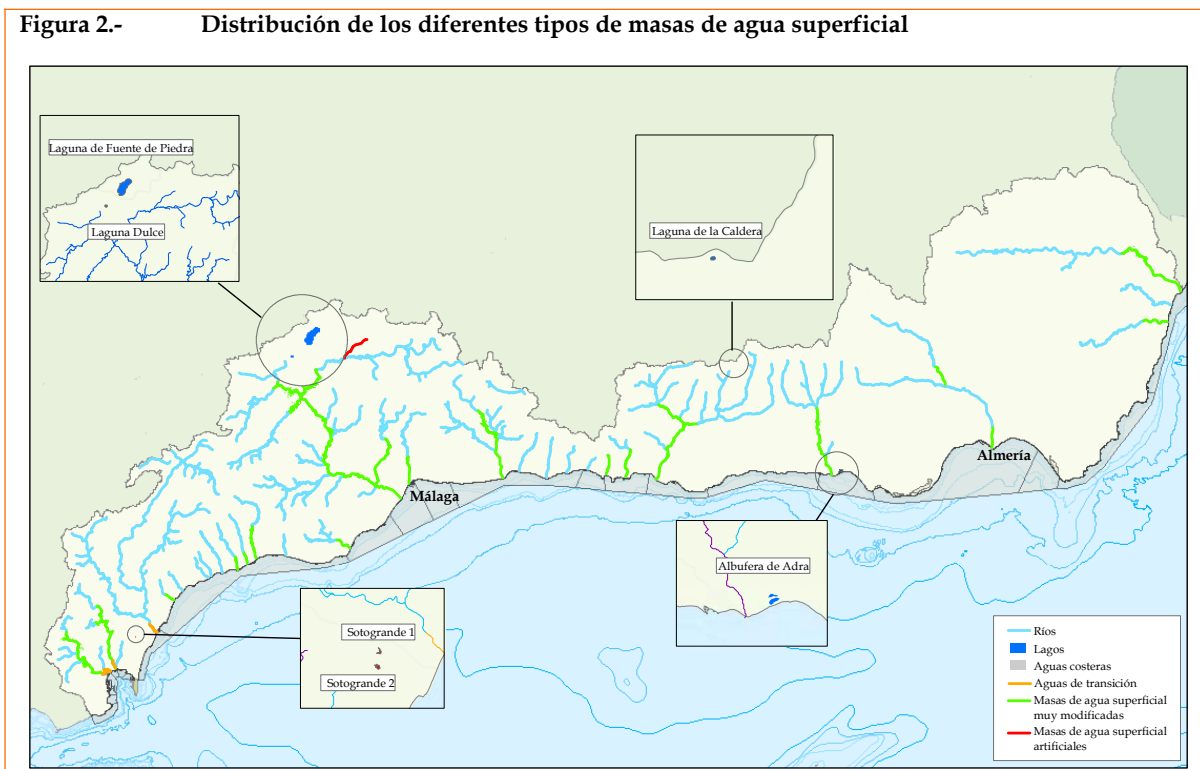 Figura 2.- Distribución de los diferentes tipos de masas de agua superficial
Laguna de Fuente de Piedra
Laguna Dulce
Laguna de la Caldera
Almería
Málaga
Albufera de Adra
Sotogrande 1
Sotogrande 2
Ríos
Lagos
Aguas costeras
Aguas de transición
Masas de agua superficial
muy modificadas
Masas de agua superficial
artificiales